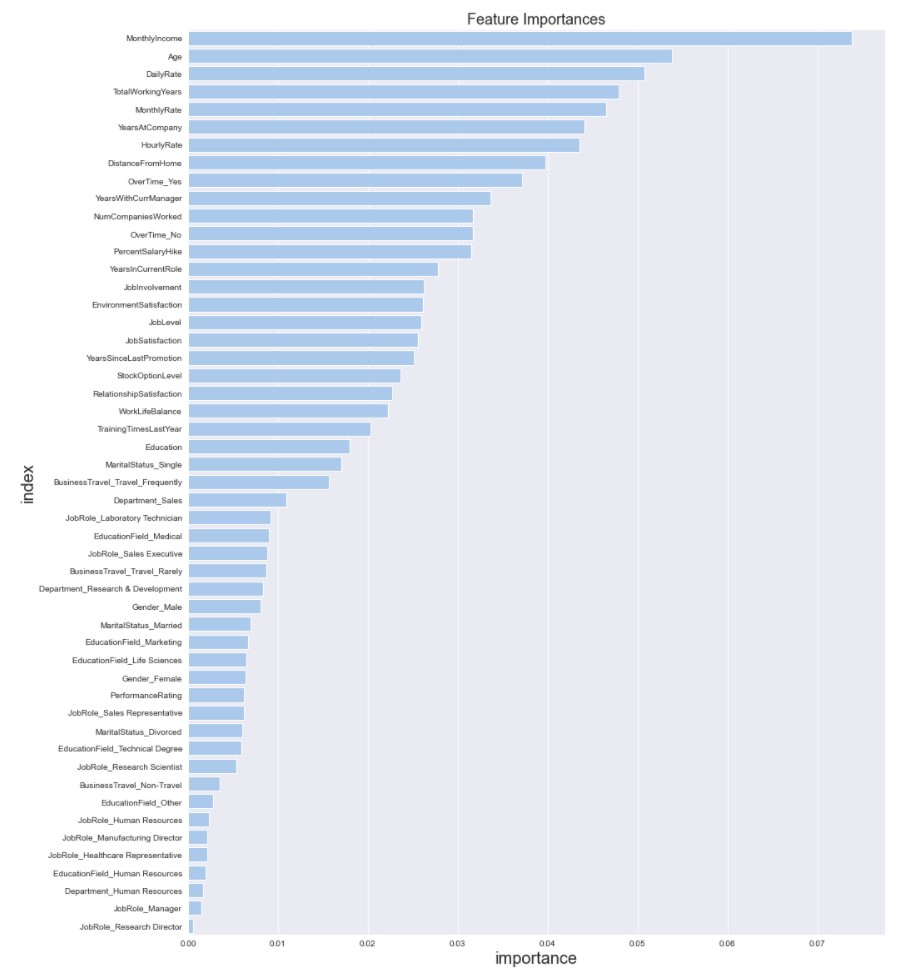 Feature Importances
MonthlyIncome
Age
DailyRate
TotalWorkingYears
MonthlyRate
YearsAtCompany
HourlyRate
DistanceFromHome
OverTime_Yes
YearsWithCurrManager
NumCompaniesWorked
OverTime_No
PercentSalaryHike
YearsInCurrentRole
JobInvolvement
EnvironmentSatisfaction
JobLevel
JobSatisfaction
YearsSinceLastPromotion
StockOptionLevel
RelationshipSatisfaction
WorkLifeBalance
TrainingTimesLastYear
Education
MaritalStatus_Single
BusinessTravel_Travel_Frequently
Department_Sales
JobRole_Laboratory Technician
EducationField_Medical
JobRole_Sales Executive
BusinessTravel_Travel_Rarely
Department_Research & Development
Gender_Male
MaritalStatus_Married
EducationField_Marketing
EducationField_Life Sciences
Gender_Female
PerformanceRating
JobRole_Sales Representative
MaritalStatus_Divorced
EducationField_Technical Degree
JobRole_Research Scientist
BusinessTravel_Non-Travel
EducationField_Other
JobRole_Human Resources
JobRole_Manufacturing Director
JobRole_Healthcare Representative
EducationField_Human Resources
Department_Human Resources
JobRole_Manager
JobRole_Research Director
index
0.00 0.01 0.02 0.03 0.04 0.05 0.06 0.07
importance